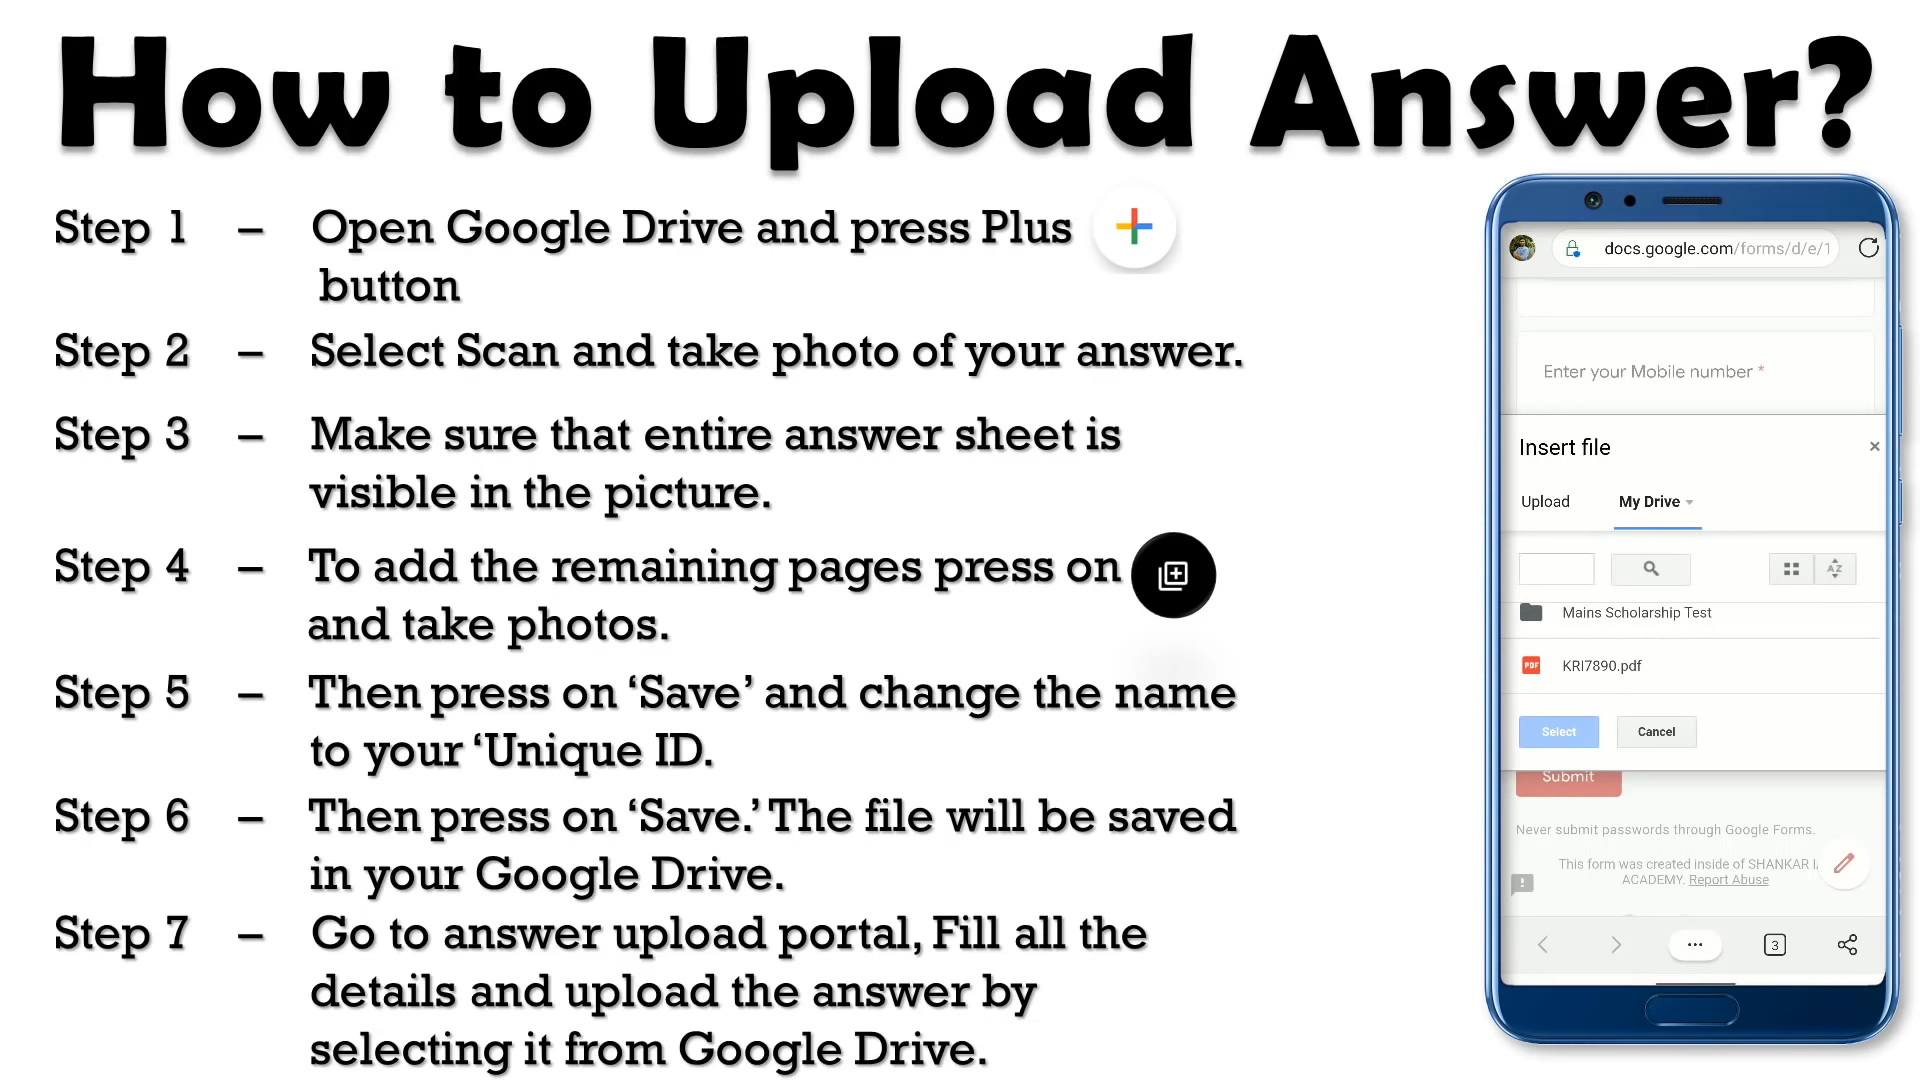 How to Upload Answer?
Step 1 – Open Google Drive and press Plus
button
Step 2 – Select Scan and take photo of your answer.
Step 3 – Make sure that entire answer sheet is
visible in the picture.
Step 4 – To add the remaining pages press on
and take photos.
Step 5 – Then press on ‘Save’ and change the name
to your ‘Unique ID.
Step 6 – Then press on ‘Save.’ The file will be saved
in your Google Drive.
Step 7 – Go to answer upload portal, Fill all the
details and upload the answer by
selecting it from Google Drive.
docs.google.com/forms/d/e/1
Enter your Mobile number *
Insert file ×
Upload My Drive
AZ
Mains Scholarship Test
PDF KRI7890.pdf
Select Cancel
Submit
Never submit passwords through Google Forms.
This form was created inside of SHANKAR
ACADEMY. Report Abuse
3